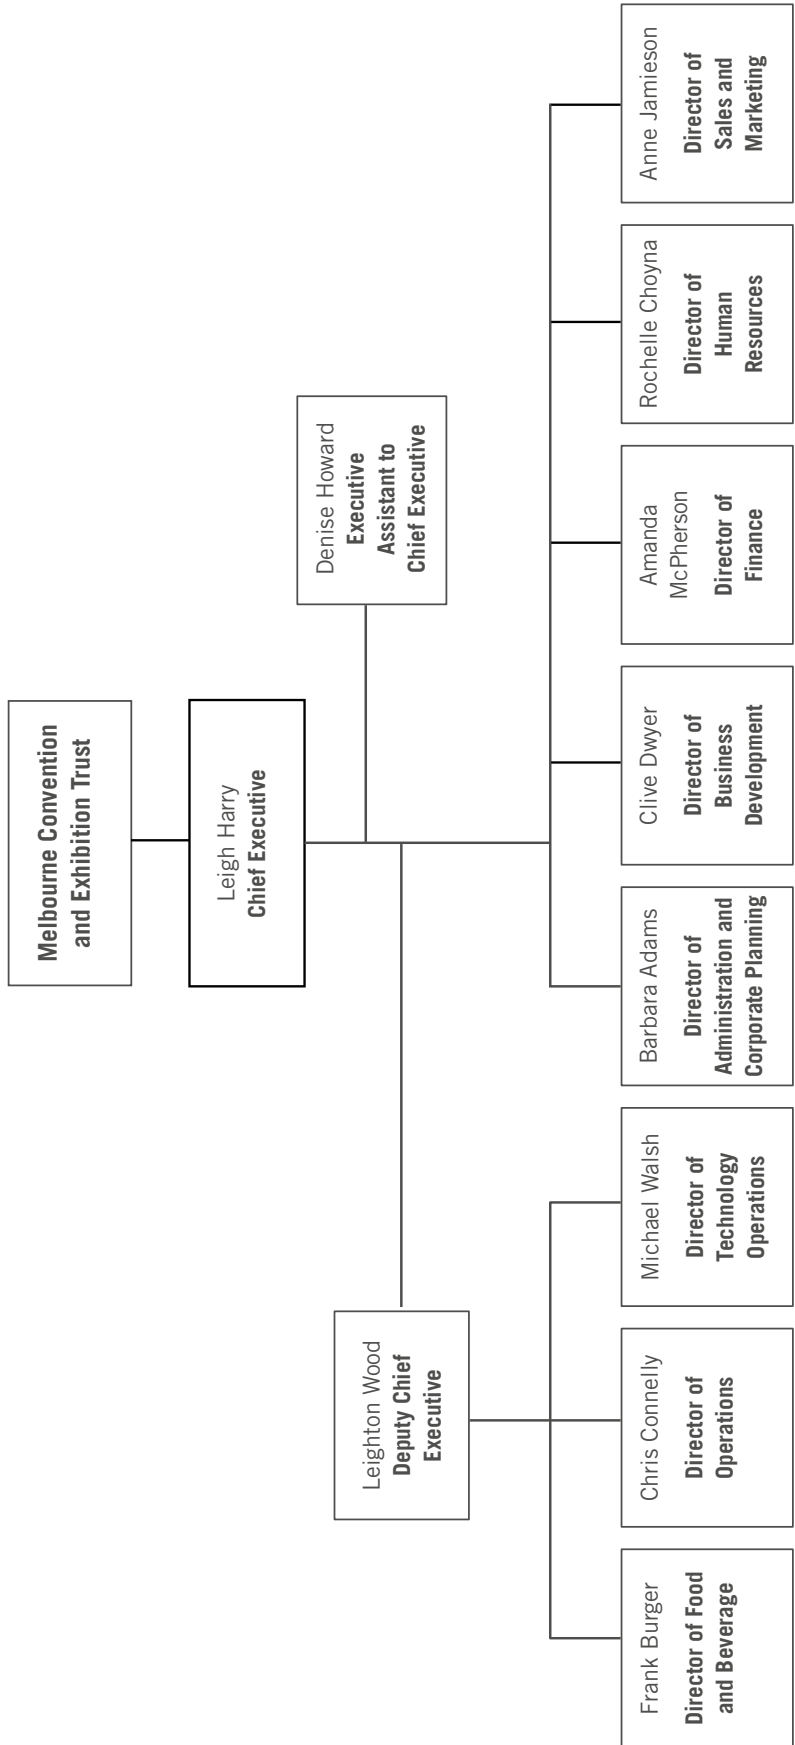 Melbourne Convention
and Exhibition Trust
Leigh Harry
Chief Executive
Denise Howard
Executive
Assistant to
Chief Executive
Leighton Wood
Deputy Chief
Executive
Frank Burger
Director of Food
and Beverage
Chris Connelly
Director of
Operations
Michael Walsh
Director of
Technology
Operations
Barbara Adams
Director of
Administration and
Corporate Planning
Clive Dwyer
Director of
Business
Development
Amanda
McPherson
Director of
Finance
Rochelle Choyna
Director of
Human
Resources
Anne Jamieson
Director of
Sales and
Marketing